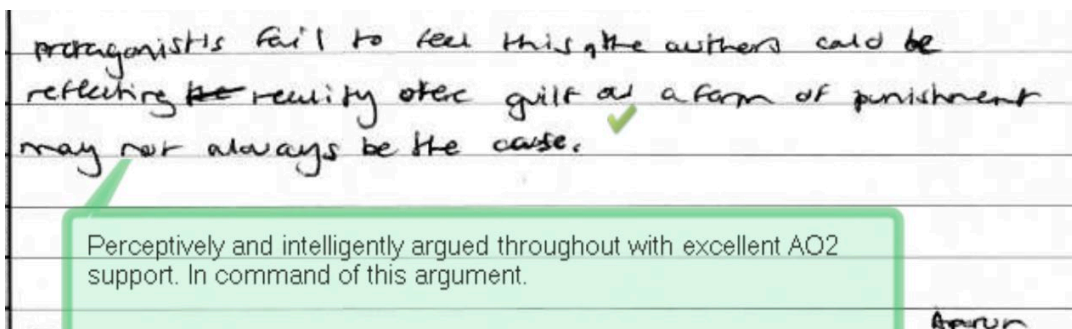 protagonists fail to feel this, the authors could be
reflecting reality where guilt as a form of punishment
may not always be the case.
Perceptively and intelligently argued throughout with excellent AO2
support. In command of this argument.